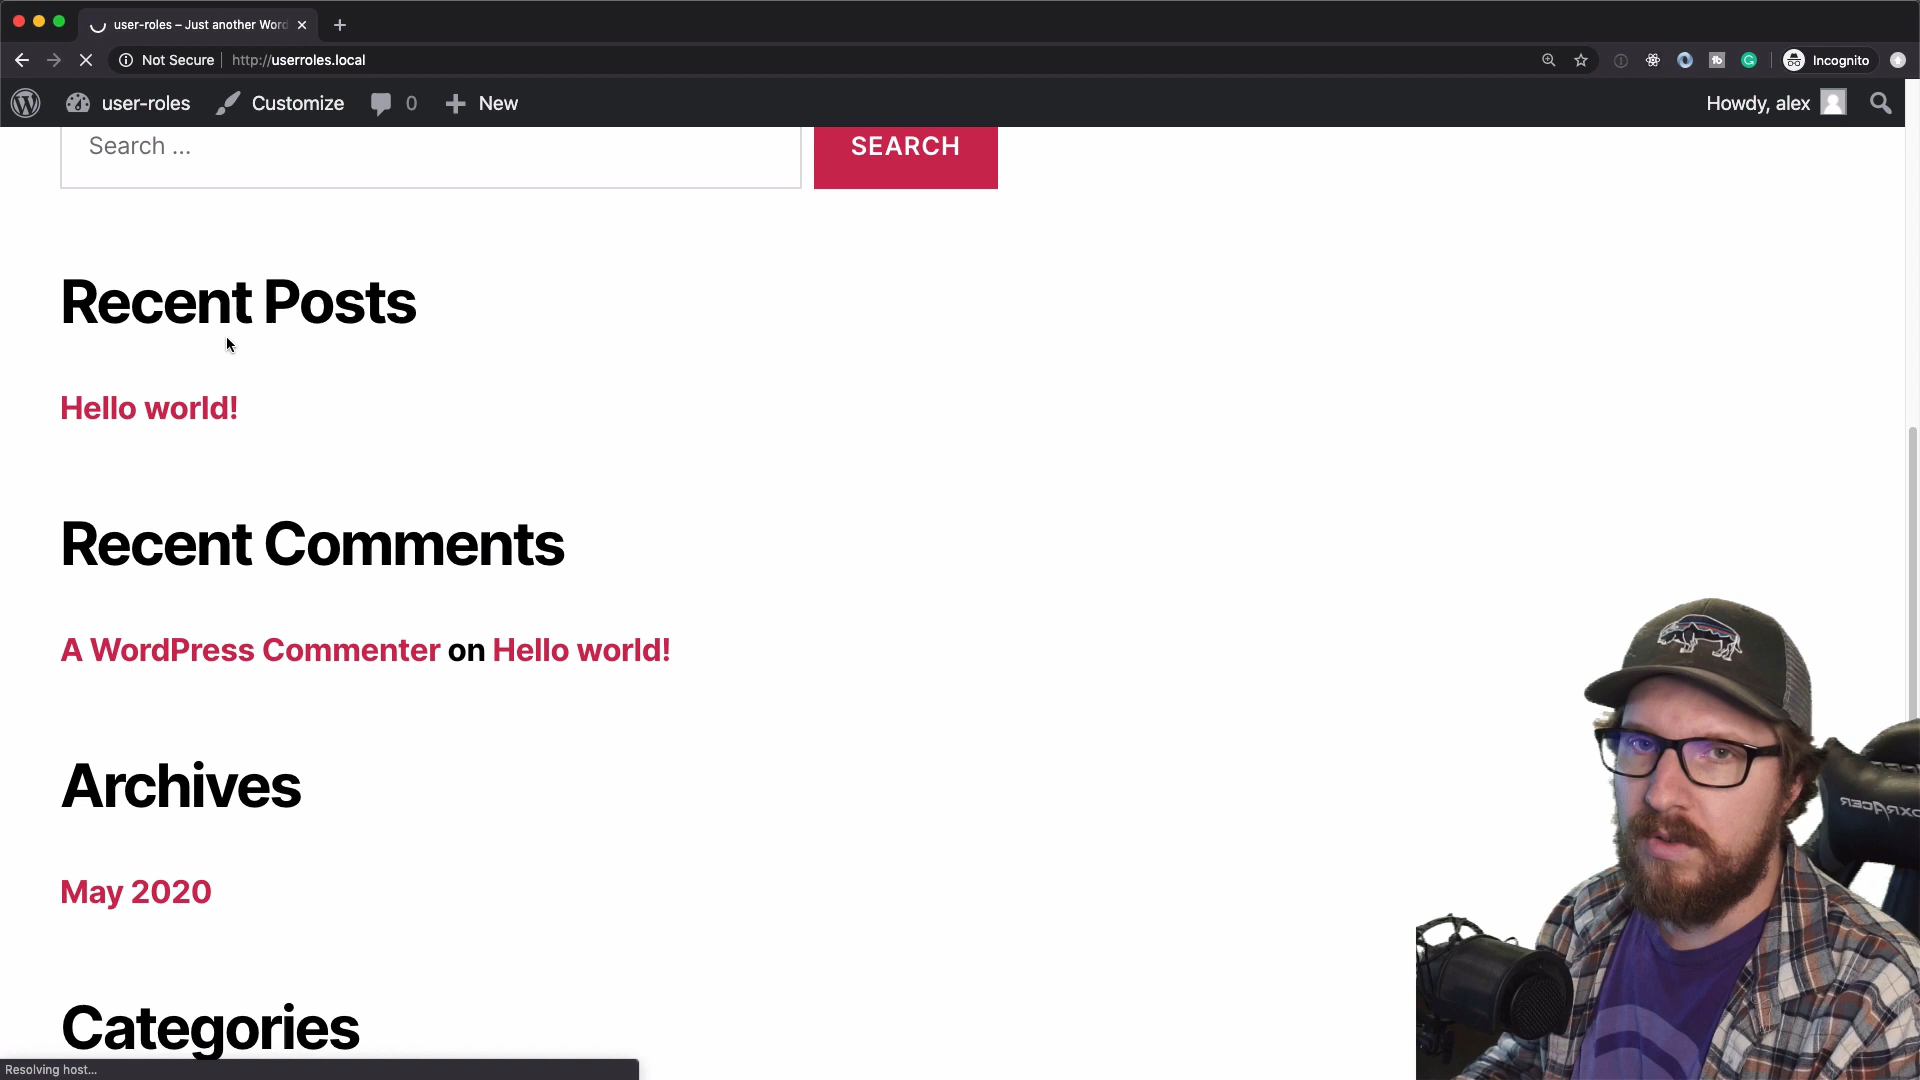 user-roles – Just another Word
Not Secure http://userroles.local Incognito
user-roles Customize 0 New Howdy, alex
Search ... SEARCH
Recent Posts
Hello world!
Recent Comments
A WordPress Commenter on Hello world!
Archives
May 2020
Categories
Resolving host...